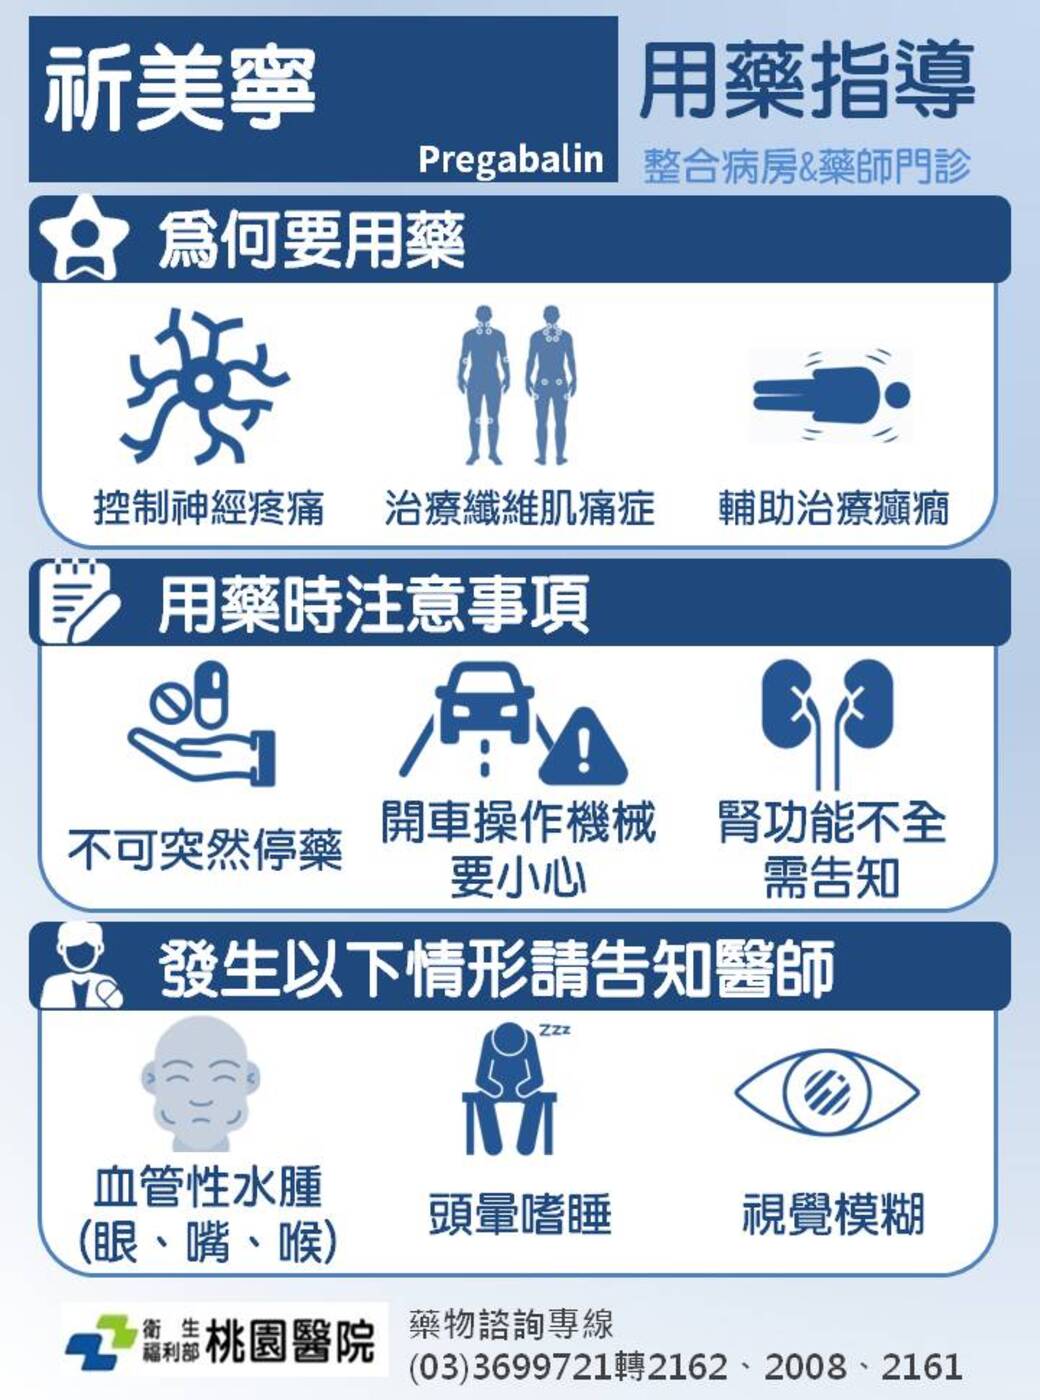 祈美寧
Pregabalin
用藥指導
整合病房&藥師門診
為何要用藥
控制神經疼痛
治療纖維肌痛症
輔助治療癲癇
用藥時注意事項
不可突然停藥
開車操作機械
要小心
腎功能不全
需告知
發生以下情形請告知醫師
zzz
血管性水腫
(眼、嘴、喉)
頭暈嗜睡
視覺模糊
衛生
福利部
桃園醫院
藥物諮詢專線
(03)3699721轉2162、2008、2161